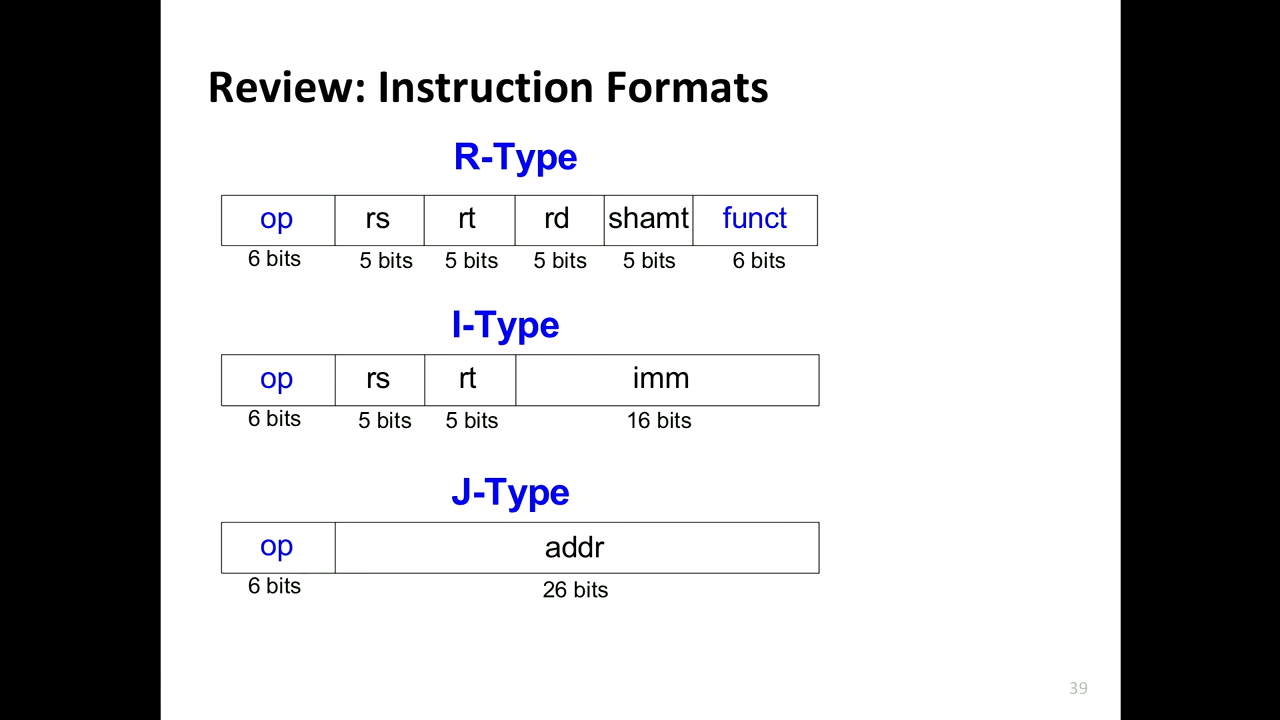 Review: Instruction Formats
R-Type
op rs rt rd shamt funct
6 bits 5 bits 5 bits 5 bits 5 bits 6 bits
I-Type
op rs rt imm
6 bits 5 bits 5 bits 16 bits
J-Type
op addr
6 bits 26 bits
39